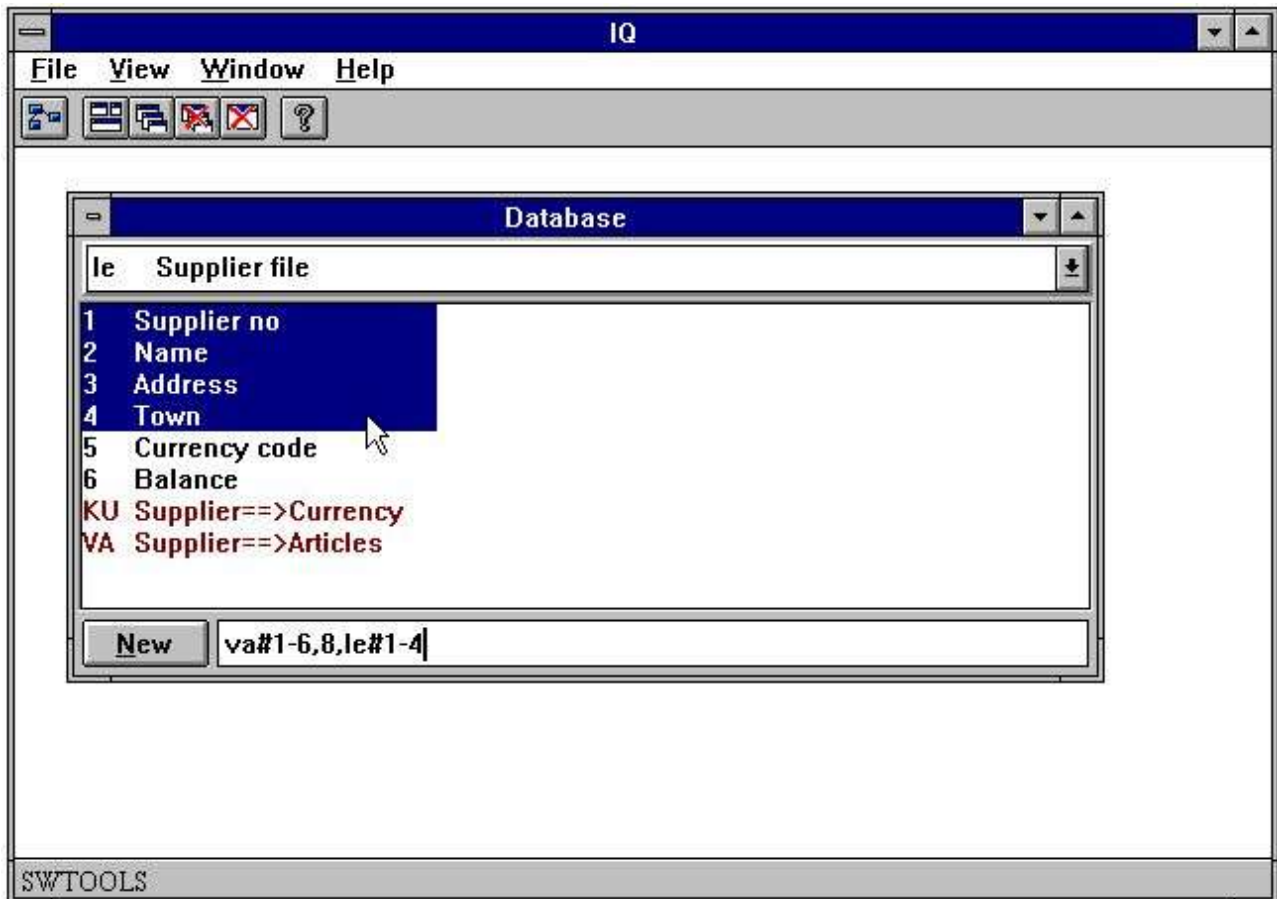 IQ
File View Window Help
Database
le Supplier file
1 Supplier no
2 Name
3 Address
4 Town
5 Currency code
6 Balance
KU Supplier==>Currency
VA Supplier==>Articles
New va#1-6,8,le#1-4
SWTOOLS